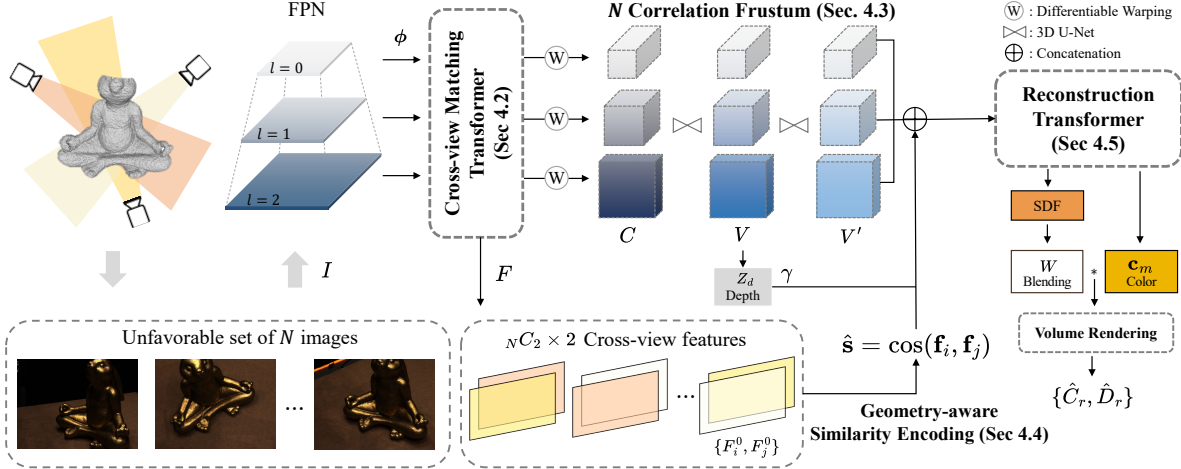 FPN
l = 0
l = 1
l = 2
ϕ
Cross-view Matching
Transformer
(Sec 4.2)
W
W
W
N Correlation Frustum (Sec. 4.3)
C
V
V′
Z_d
Depth
γ
W : Differentiable Warping
: 3D U-Net
: Concatenation
Reconstruction
Transformer
(Sec 4.5)
SDF
W
Blending
*
c_m
Color
Volume Rendering
{Ĉ_r, D̂_r}
I
F
Unfavorable set of N images
...
_N C_2 × 2 Cross-view features
...
{F_i^0, F_j^0}
ŝ = cos(f_i, f_j)
Geometry-aware
Similarity Encoding (Sec 4.4)